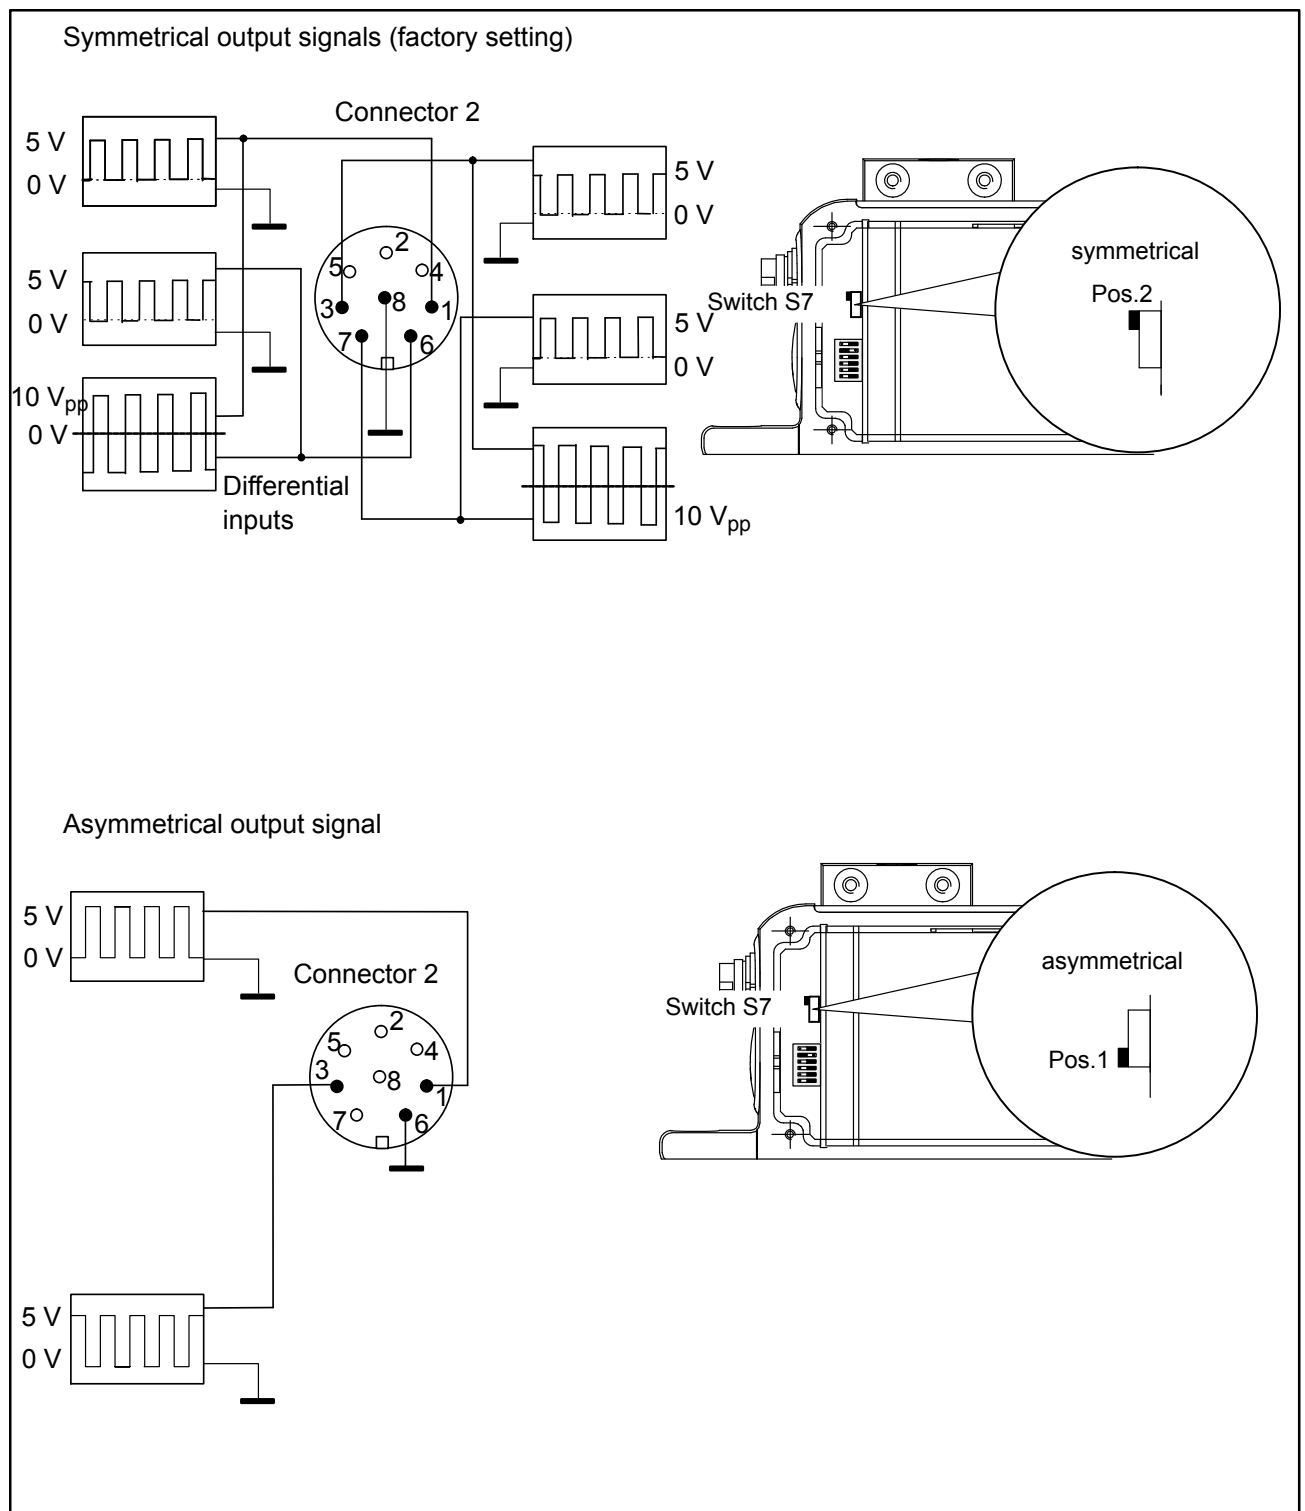 Symmetrical output signals (factory setting)
Connector 2
5 V
0 V
5 V
0 V
10 Vpp
0 V
Differential
inputs
2
5
4
3
8
1
7
6
5 V
0 V
5 V
0 V
10 Vpp
Switch S7
symmetrical
Pos.2
Asymmetrical output signal
5 V
0 V
Connector 2
2
5
4
3
8
1
7
6
5 V
0 V
Switch S7
asymmetrical
Pos.1